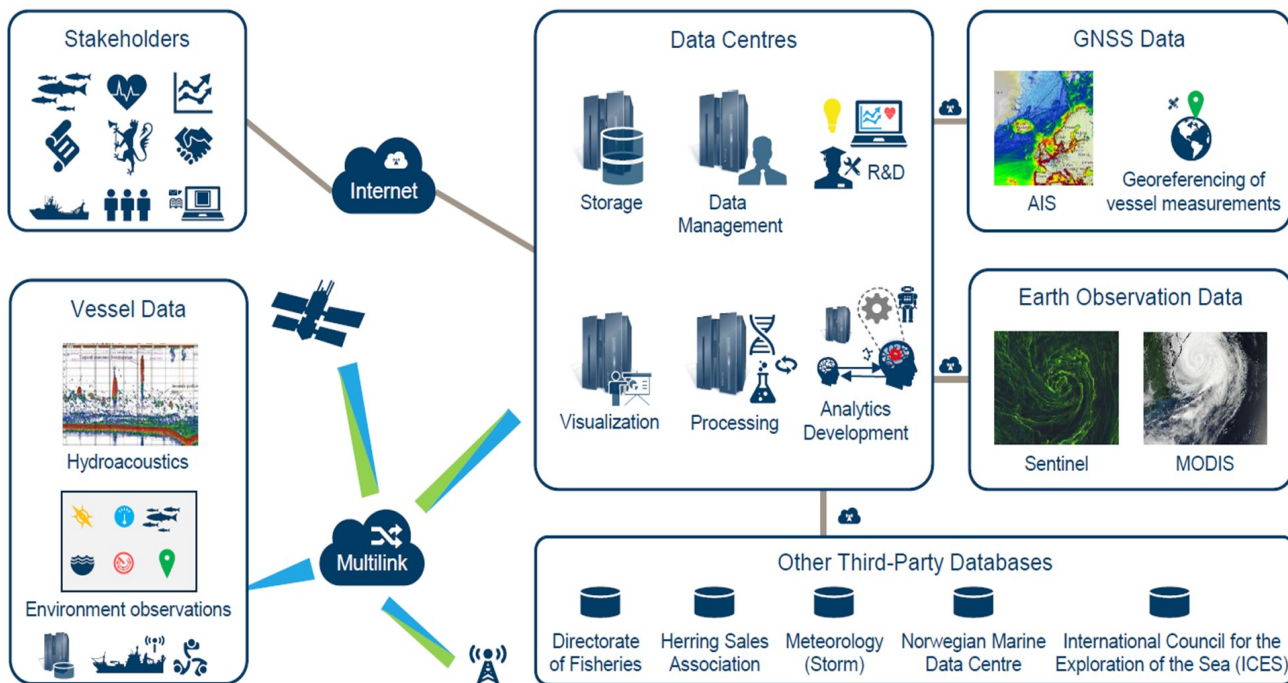 Stakeholders
Internet
Data Centres
Storage
Data
Management
R&D
Visualization
Processing
Analytics
Development
GNSS Data
AIS
Georeferencing of
vessel measurements
Vessel Data
Hydroacoustics
Environment observations
Multilink
Earth Observation Data
Sentinel
MODIS
Other Third-Party Databases
Directorate
of Fisheries
Herring Sales
Association
Meteorology
(Storm)
Norwegian Marine
Data Centre
International Council for the
Exploration of the Sea (ICES)